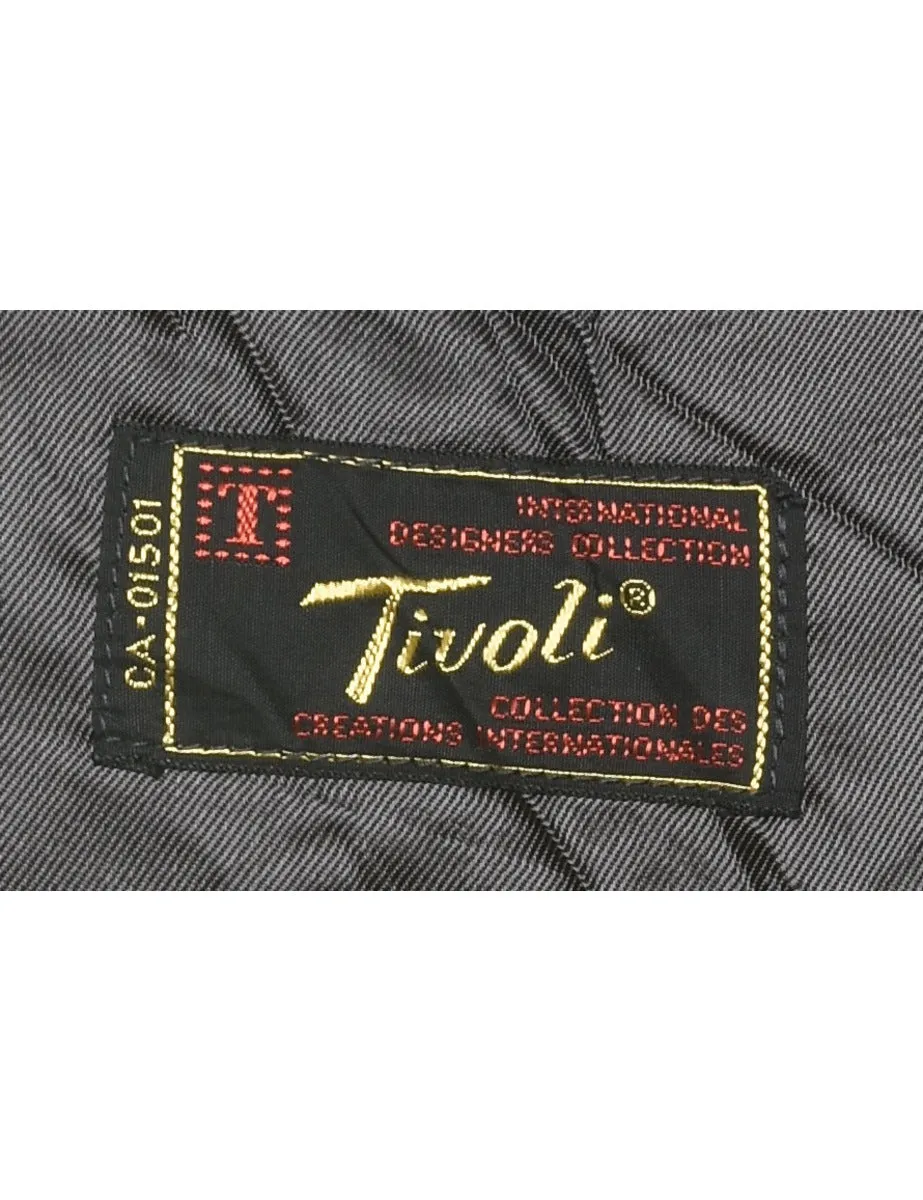 CA-01501
T
INTERNATIONAL
DESIGNERS COLLECTION
Tivoli®
COLLECTION DES
CREATIONS INTERNATIONALES